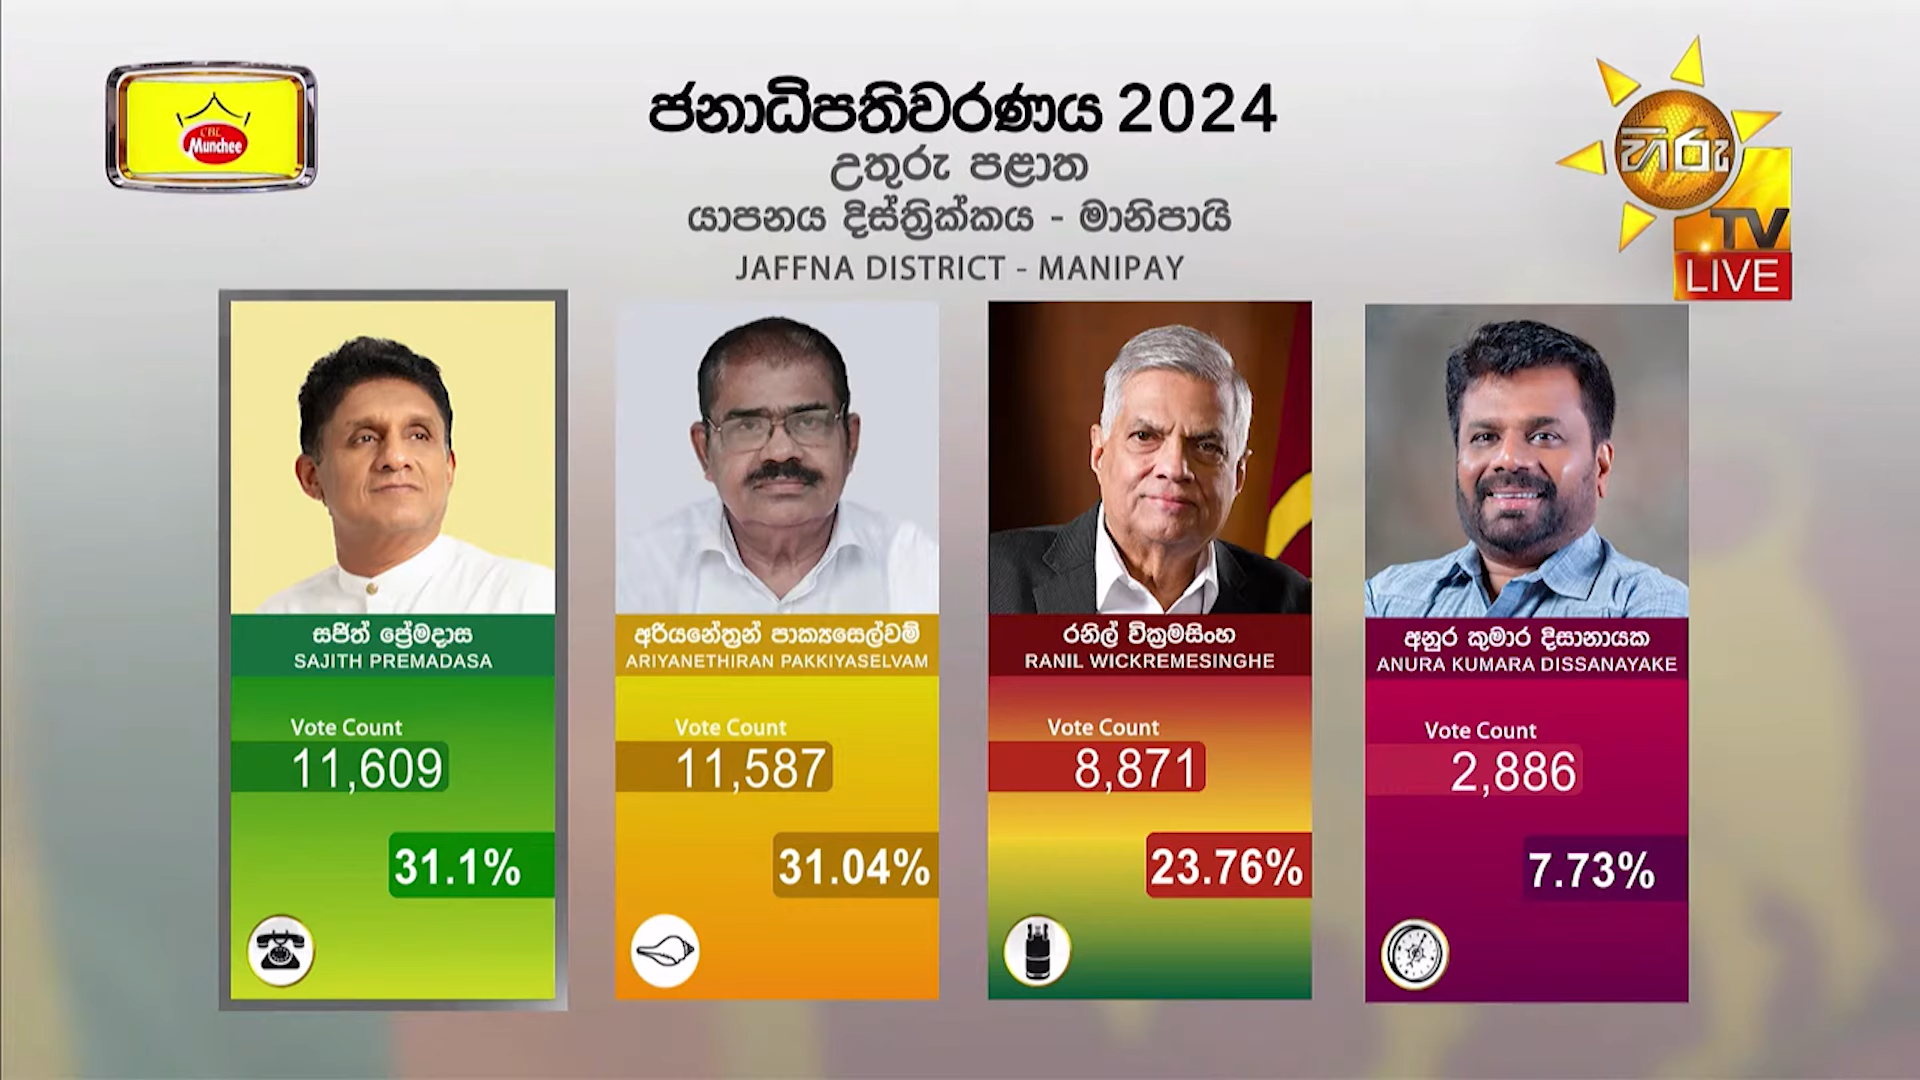 CBL
Munchee
ජනාධිපතිවරණය 2024
උතුරු පළාත
යාපනය දිස්ත්‍රික්කය - මානිපායි
JAFFNA DISTRICT - MANIPAY
හිරු
TV
LIVE
සජිත් ප්‍රේමදාස
SAJITH PREMADASA
Vote Count
11,609
31.1%
අරියනේත්‍රන් පාක්‍යසෙල්වම්
ARIYANETHIRAN PAKKIYASELVAM
Vote Count
11,587
31.04%
රනිල් වික්‍රමසිංහ
RANIL WICKREMESINGHE
Vote Count
8,871
23.76%
අනුර කුමාර දිසානායක
ANURA KUMARA DISSANAYAKE
Vote Count
2,886
7.73%